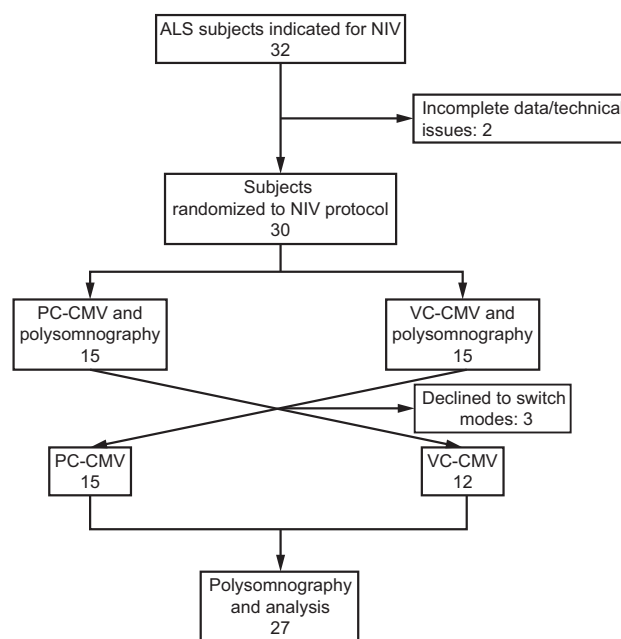 ALS subjects indicated for NIV
32
Incomplete data/technical
issues: 2
Subjects
randomized to NIV protocol
30
PC-CMV and
polysomnography
15
VC-CMV and
polysomnography
15
Declined to switch
modes: 3
PC-CMV
15
VC-CMV
12
Polysomnography
and analysis
27